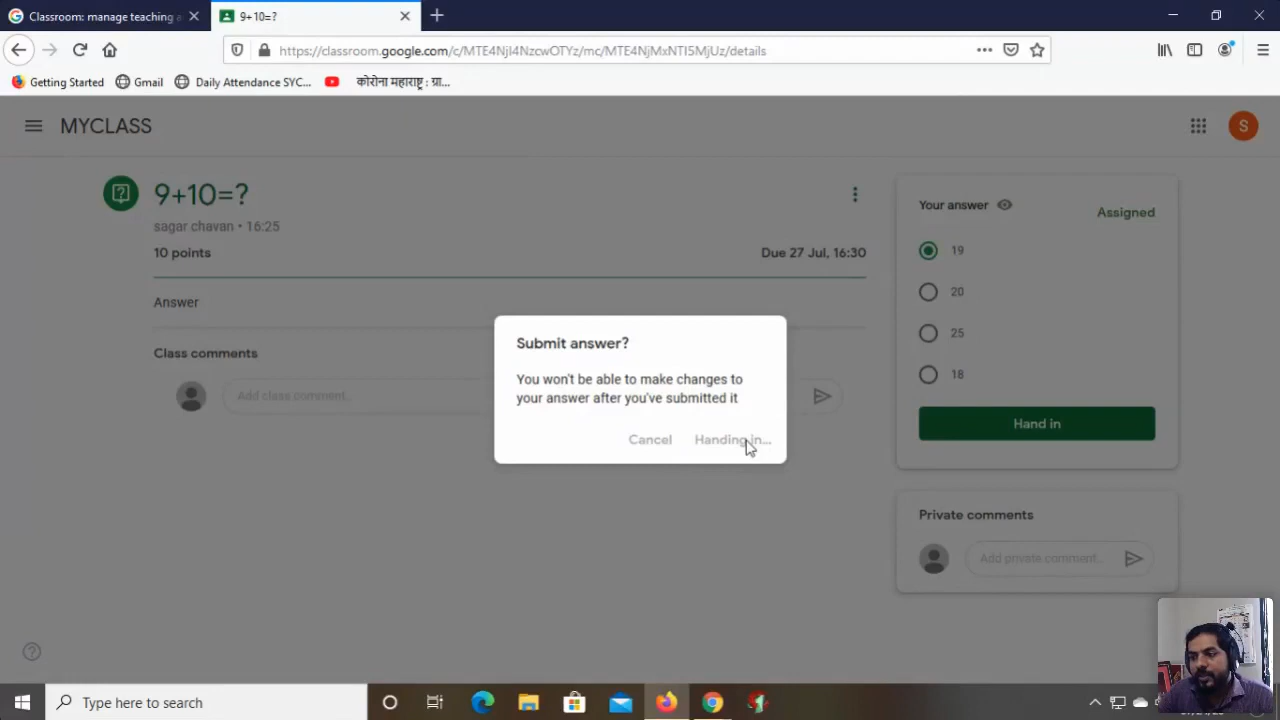 Classroom: manage teaching a
9+10=?
https://classroom.google.com/c/MTE4NjI4NzcwOTYz/mc/MTE4NjMxNTI5MjUz/details
Getting Started
Gmail
Daily Attendance SYC...
कोरोना महाराष्ट्र : ग्रा...
MYCLASS
S
9+10=?
sagar chavan • 16:25
10 points
Due 27 Jul, 16:30
Answer
Class comments
Add class comment...
Your answer
Assigned
19
20
25
18
Hand in
Submit answer?
You won't be able to make changes to
your answer after you've submitted it
Cancel
Handing in...
Private comments
Add private comment...
Type here to search